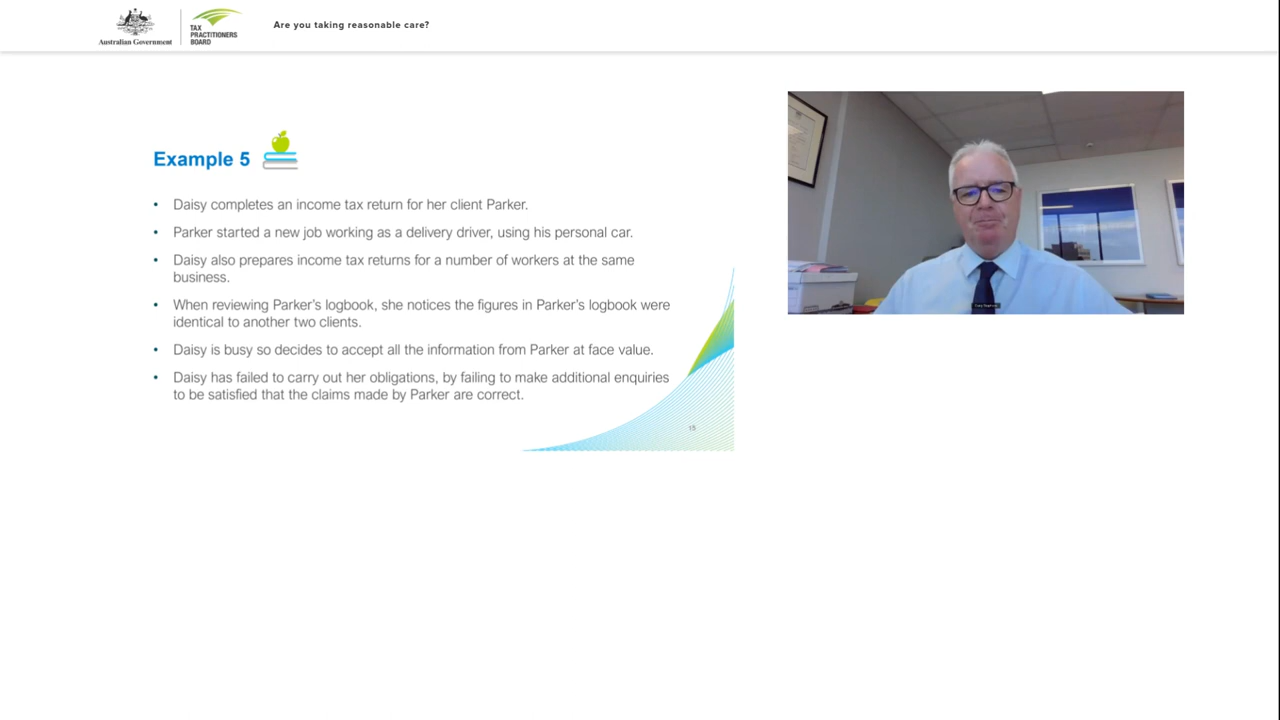 Australian Government
TAX
PRACTITIONERS
BOARD
Are you taking reasonable care?
Example 5
• Daisy completes an income tax return for her client Parker.
• Parker started a new job working as a delivery driver, using his personal car.
• Daisy also prepares income tax returns for a number of workers at the same
business.
• When reviewing Parker's logbook, she notices the figures in Parker's logbook were
identical to another two clients.
• Daisy is busy so decides to accept all the information from Parker at face value.
• Daisy has failed to carry out her obligations, by failing to make additional enquiries
to be satisfied that the claims made by Parker are correct.
15